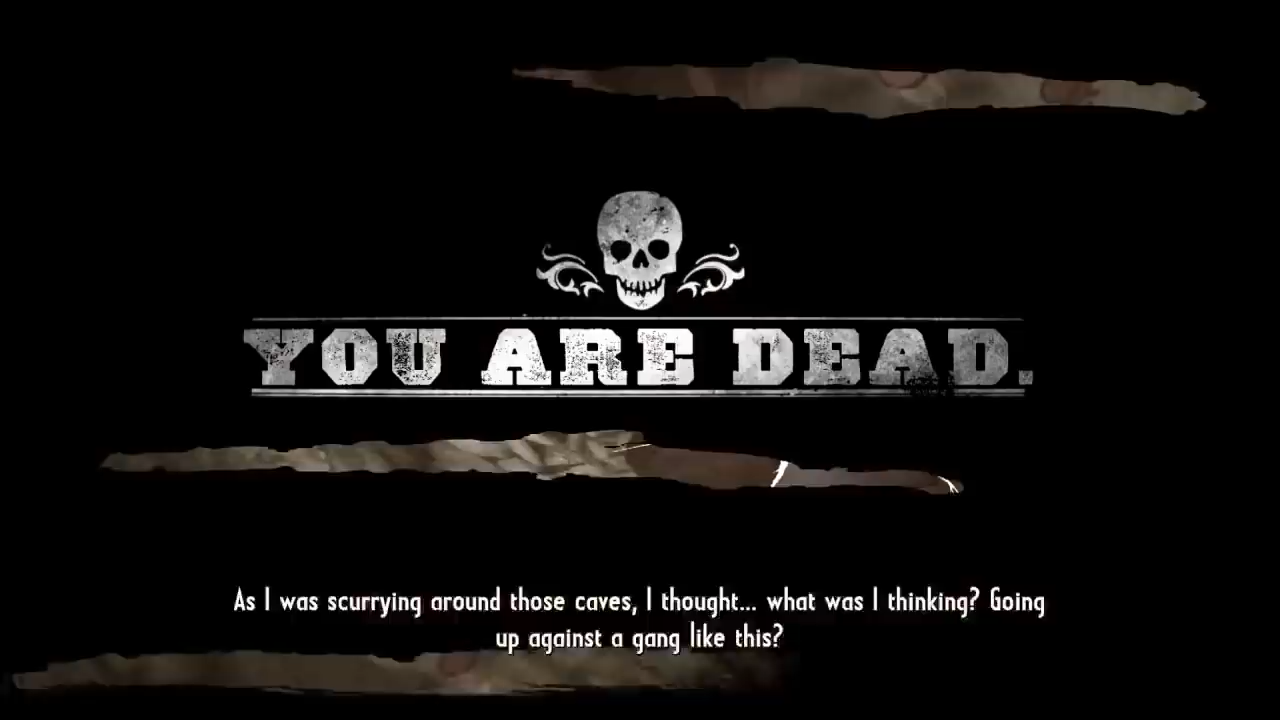 YOU ARE DEAD.
As I was scurrying around those caves, I thought... what was I thinking? Going
up against a gang like this?